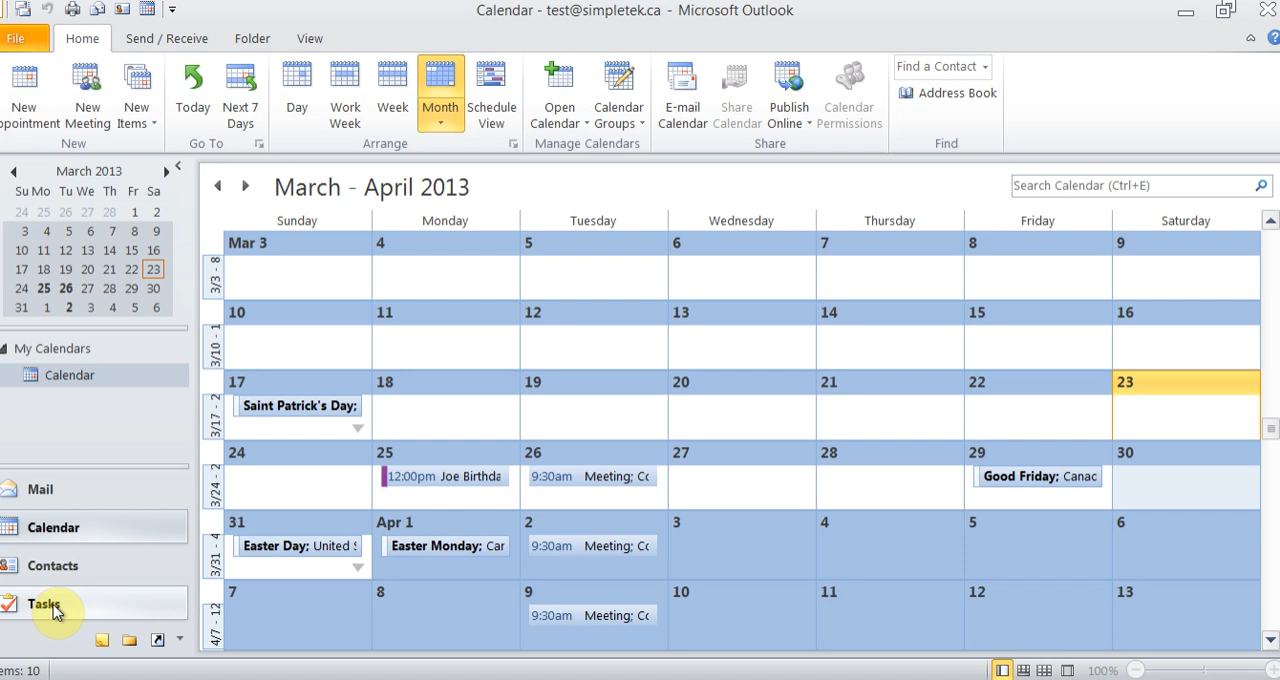 Calendar - test@simpletek.ca - Microsoft Outlook
File Home Send / Receive Folder View
New ppointment
New Meeting
New Items
Today
Next 7 Days
Day
Work Week
Week
Month
Schedule View
Open Calendar
Calendar Groups
E-mail Calendar
Share Calendar
Publish Online
Calendar Permissions
Find a Contact
Address Book
New Go To Arrange Manage Calendars Share Find
March 2013
Su Mo Tu We Th Fr Sa
24 25 26 27 28 1 2
3 4 5 6 7 8 9
10 11 12 13 14 15 16
17 18 19 20 21 22 23
24 25 26 27 28 29 30
31 1 2 3 4 5 6
My Calendars
Calendar
Mail
Calendar
Contacts
Tasks
March - April 2013
Search Calendar (Ctrl+E)
Sunday Monday Tuesday Wednesday Thursday Friday Saturday
Mar 3 4 5 6 7 8 9
3/3 - 8
10 11 12 13 14 15 16
3/10 - 1
17 18 19 20 21 22 23
3/17 - 2
Saint Patrick's Day;
24 25 26 27 28 29 30
3/24 - 2
12:00pm Joe Birthda
9:30am Meeting; Cc
Good Friday; Canac
31 Apr 1 2 3 4 5 6
3/31 - 4
Easter Day; United S
Easter Monday; Car
9:30am Meeting; Cc
7 8 9 10 11 12 13
4/7 - 12
9:30am Meeting; Cc
ems: 10
100%